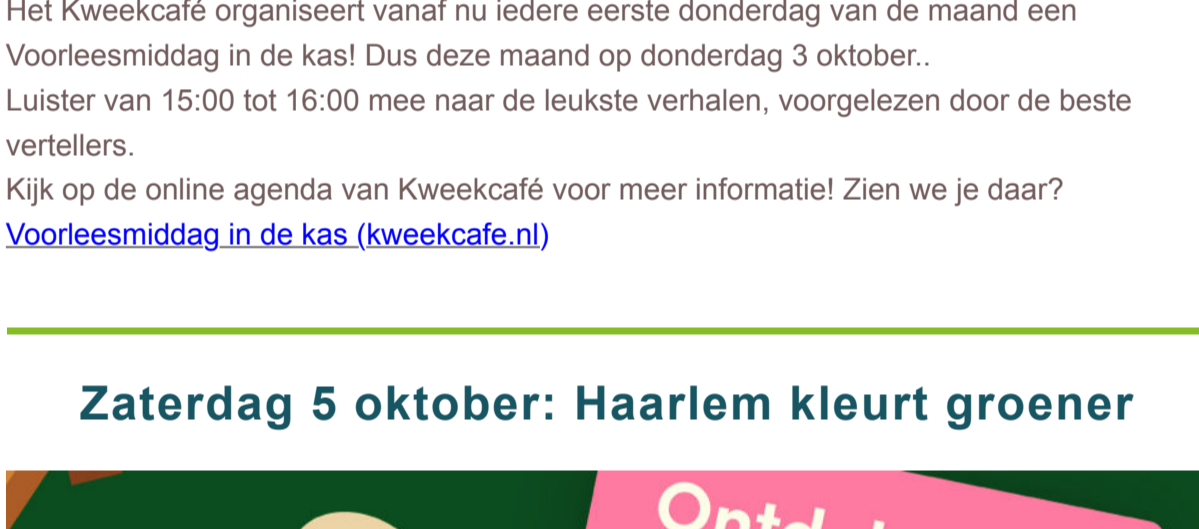 Het Kweekcafé organiseert vanaf nu iedere eerste donderdag van de maand een
Voorleesmiddag in de kas! Dus deze maand op donderdag 3 oktober..
Luister van 15:00 tot 16:00 mee naar de leukste verhalen, voorgelezen door de beste
vertellers.
Kijk op de online agenda van Kweekcafé voor meer informatie! Zien we je daar?
Voorleesmiddag in de kas (kweekcafe.nl)
Zaterdag 5 oktober: Haarlem kleurt groener